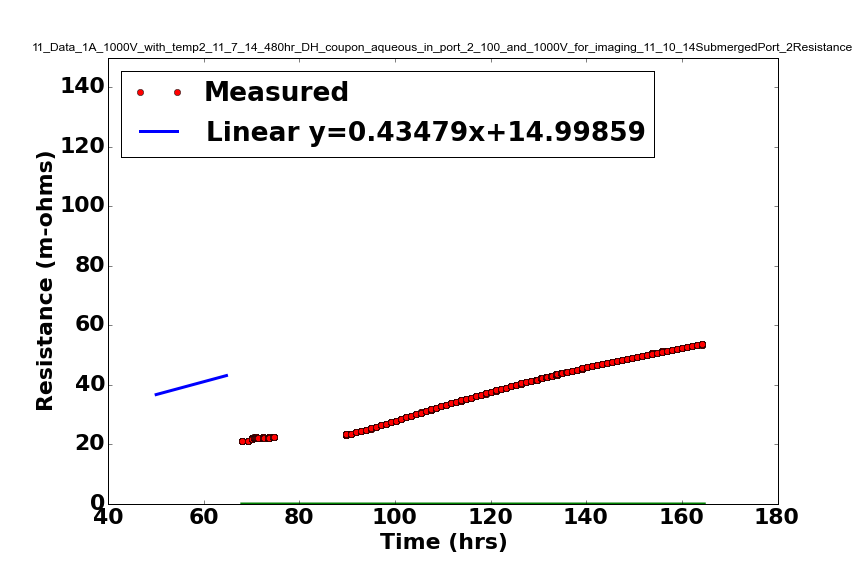 11_Data_1A_1000V_with_temp2_11_7_14_480hr_DH_coupon_aqueous_in_port_2_100_and_1000V_for_imaging_11_10_14SubmergedPort_2Resistance
Measured
Linear y=0.43479x+14.99859
Resistance (m-ohms)
140
120
100
80
60
40
20
0
40 60 80 100 120 140 160 180
Time (hrs)